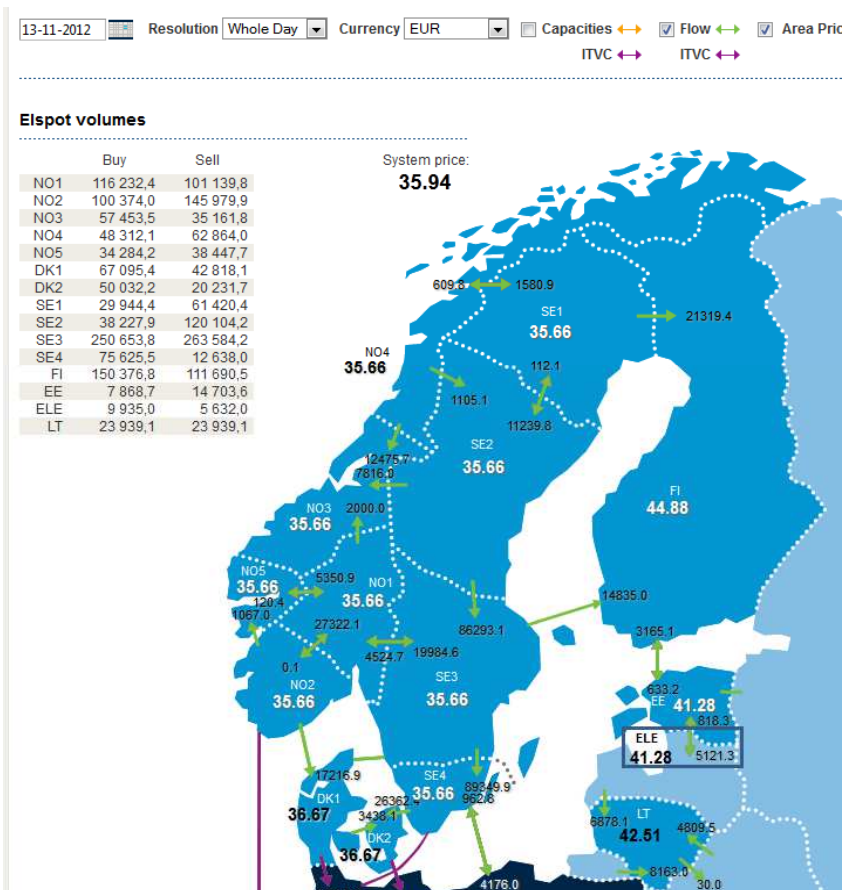 13-11-2012 Resolution Whole Day Currency EUR Capacities Flow Area Pric
ITVC ITVC
Elspot volumes
Buy Sell
NO1 116 232,4 101 139,8
NO2 100 374,0 145 979,9
NO3 57 453,5 35 161,8
NO4 48 312,1 62 864,0
NO5 34 284,2 38 447,7
DK1 67 095,4 42 818,1
DK2 50 032,2 20 231,7
SE1 29 944,4 61 420,4
SE2 38 227,9 120 104,2
SE3 250 653,8 263 584,2
SE4 75 625,5 12 638,0
FI 150 376,8 111 690,5
EE 7 868,7 14 703,6
ELE 9 935,0 5 632,0
LT 23 939,1 23 939,1
System price:
35.94
609.8 1580.9
SE1
35.66
21319.4
NO4
35.66
112.1
1105.1
11239.8
SE2
35.66
12475.7
7816.0
FI
44.88
NO3
35.66
2000.0
NO5
35.66
5350.9
NO1
35.66
120.4
1067.0
14835.0
27322.1
86293.1
3165.1
4524.7 19984.6
0.1
NO2
35.66
SE3
35.66
633.2
EE
41.28
818.3
ELE
41.28
5121.3
17216.9
SE4
35.66
89349.9
962.8
DK1
36.67
26362.4
3438.1
DK2
36.67
6878.1
LT
42.51
4809.5
8163.0
4176.0
30.0